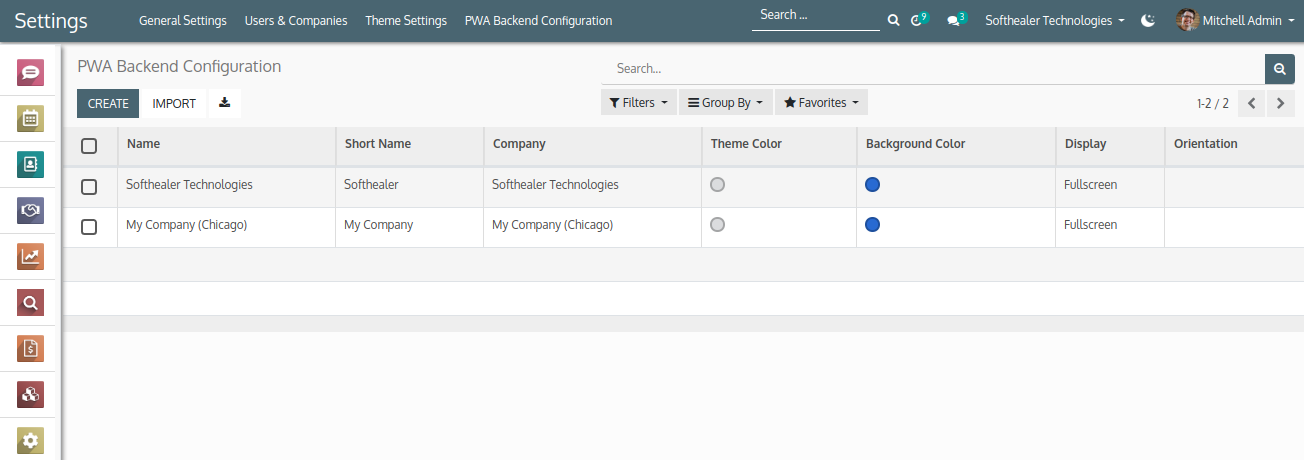 Settings General Settings Users & Companies Theme Settings PWA Backend Configuration Search ... 9 3 Softhealer Technologies Mitchell Admin
PWA Backend Configuration Search...
CREATE IMPORT Filters Group By Favorites 1-2 / 2
Name Short Name Company Theme Color Background Color Display Orientation
Softhealer Technologies Softhealer Softhealer Technologies Fullscreen
My Company (Chicago) My Company My Company (Chicago) Fullscreen
$